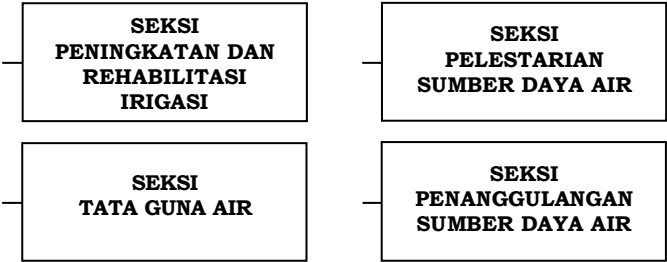 SEKSI
PENINGKATAN DAN
REHABILITASI
IRIGASI
SEKSI
PELESTARIAN
SUMBER DAYA AIR
SEKSI
TATA GUNA AIR
SEKSI
PENANGGULANGAN
SUMBER DAYA AIR